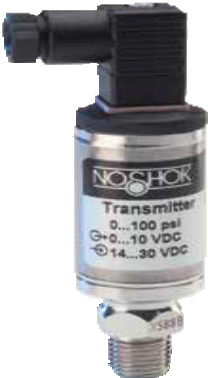 NOSHOK
Transmitter
0...100 psi
0...10 VDC
14...30 VDC